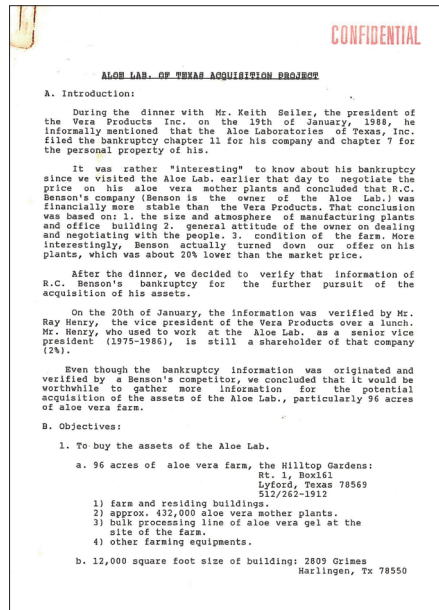 CONFIDENTIAL
ALOE LAB. OF TEXAS ACQUISITION PROJECT
A. Introduction:
During the dinner with Mr. Keith Seiler, the president of
the Vera Products Inc. on the 19th of January, 1988, he
informally mentioned that the Aloe Laboratories of Texas, Inc.
filed the bankruptcy chapter 11 for his company and chapter 7 for
the personal property of his.
It was rather "interesting" to know about his bankruptcy
since we visited the Aloe Lab. earlier that day to negotiate the
price on his aloe vera mother plants and concluded that R.C.
Benson's company (Benson is the owner of the Aloe Lab.) was
financially more stable than the Vera Products. That conclusion
was based on: 1. the size and atmosphere of manufacturing plants
and office building 2. general attitude of the owner on dealing
and negotiating with the people. 3. condition of the farm. More
interestingly, Benson actually turned down our offer on his
plants, which was about 20% lower than the market price.
After the dinner, we decided to verify that information of
R.C. Benson's bankruptcy for the further pursuit of the
acquisition of his assets.
On the 20th of January, the information was verified by Mr.
Ray Henry, the vice president of the Vera Products over a lunch.
Mr. Henry, who used to work at the Aloe Lab. as a senior vice
president (1975-1986), is still a shareholder of that company
(2%).
Even though the bankruptcy information was originated and
verified by a Benson's competitor, we concluded that it would be
worthwhile to gather more information for the potential
acquisition of the assets of the Aloe Lab., particularly 96 acres
of aloe vera farm.
B. Objectives:
1. To buy the assets of the Aloe Lab.
a. 96 acres of aloe vera farm, the Hilltop Gardens:
Rt. 1, Box161
Lyford, Texas 78569
512/262-1912
1) farm and residing buildings.
2) approx. 432,000 aloe vera mother plants.
3) bulk processing line of aloe vera gel at the
site of the farm.
4) other farming equipments.
b. 12,000 square foot size of building: 2809 Grimes
Harlingen, Tx 78550